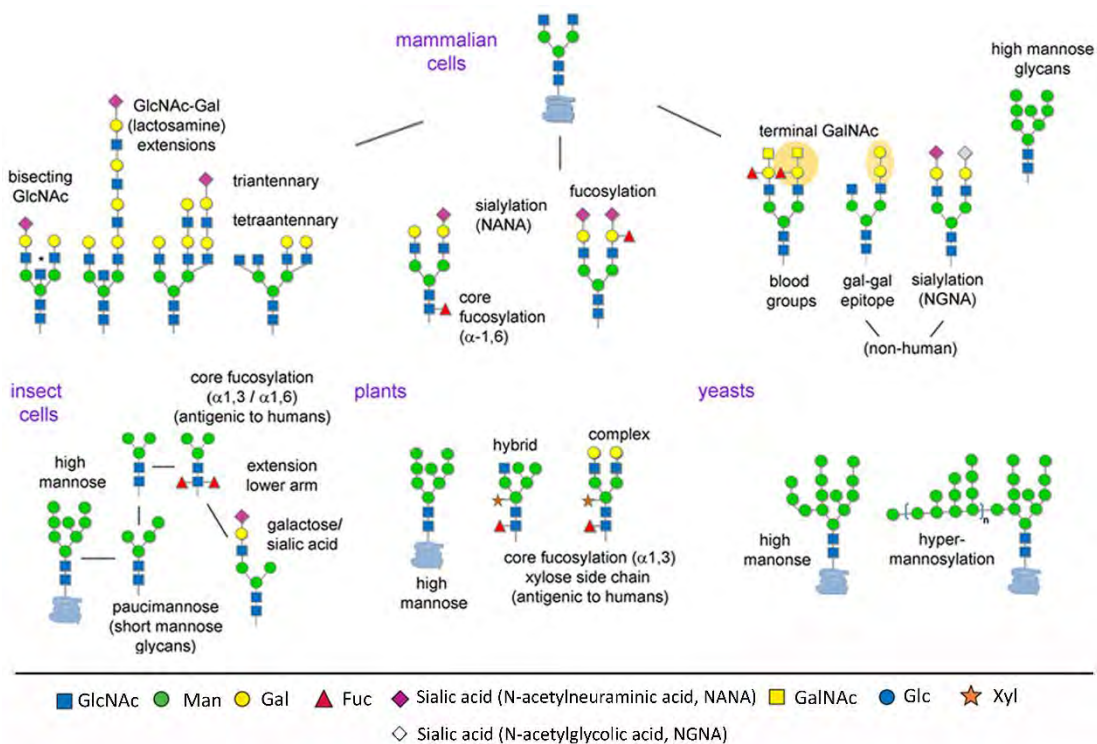 mammalian
cells
high mannose
glycans
GlcNAc-Gal
(lactosamine)
extensions
bisecting
GlcNAc
triantennary
tetraantennary
sialylation
(NANA)
fucosylation
core
fucosylation
(α-1,6)
terminal GalNAc
blood
groups
gal-gal
epitope
sialylation
(NGNA)
(non-human)
insect
cells
core fucosylation
(α1,3 / α1,6)
(antigenic to humans)
high
mannose
extension
lower arm
galactose/
sialic acid
paucimannose
(short mannose
glycans)
plants
hybrid
complex
high
mannose
core fucosylation (α1,3)
xylose side chain
(antigenic to humans)
yeasts
high
manonse
n
hyper-
mannosylation
GlcNAc Man Gal Fuc Sialic acid (N-acetylneuraminic acid, NANA) GalNAc Glc Xyl
Sialic acid (N-acetylglycolic acid, NGNA)